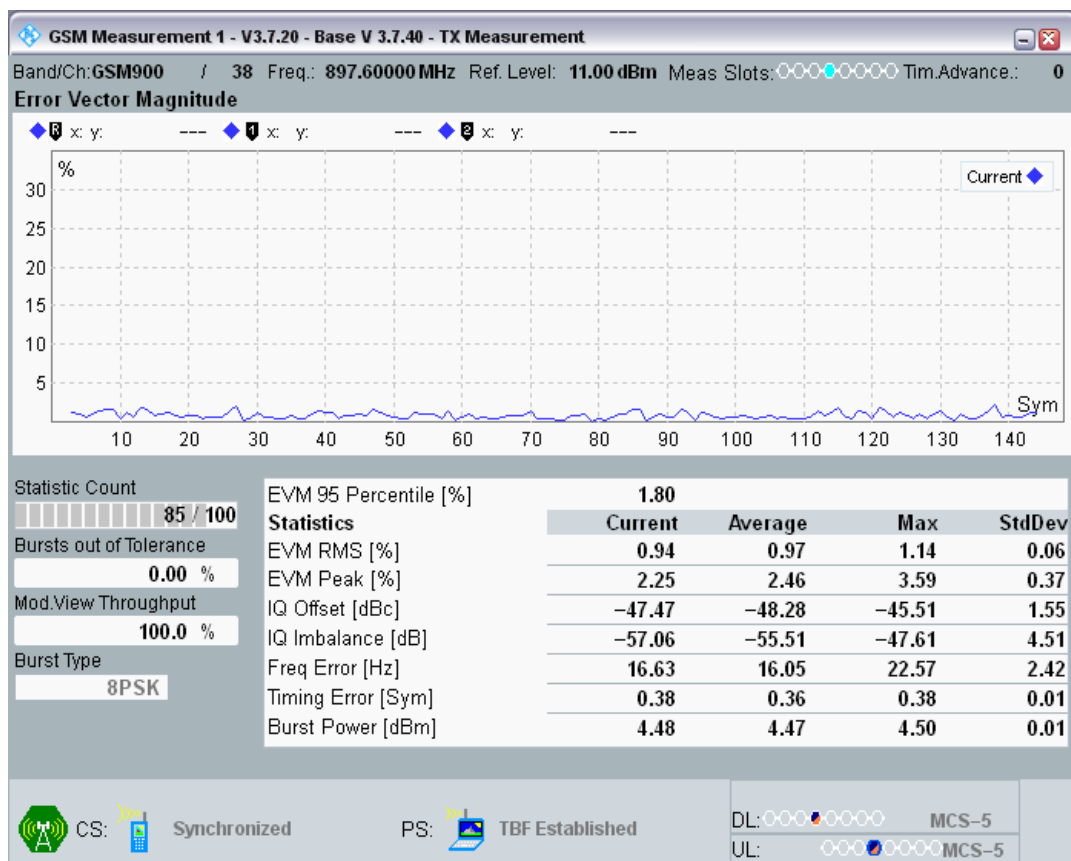 GSM Measurement 1 - V3.7.20 - Base V 3.7.40 - TX Measurement
Band/Ch:GSM900 / 38 Freq.: 897.60000 MHz Ref. Level: 11.00 dBm Meas Slots: Tim.Advance.: 0
Error Vector Magnitude
R x: y: --- 1 x: y: --- 2 x: y: ---
%
Current
30
25
20
15
10
5
Sym
10 20 30 40 50 60 70 80 90 100 110 120 130 140
Statistic Count
85 / 100
Bursts out of Tolerance
0.00 %
Mod.View Throughput
100.0 %
Burst Type
8PSK
EVM 95 Percentile [%] 1.80
Statistics Current Average Max StdDev
EVM RMS [%] 0.94 0.97 1.14 0.06
EVM Peak [%] 2.25 2.46 3.59 0.37
IQ Offset [dBc] −47.47 −48.28 −45.51 1.55
IQ Imbalance [dB] −57.06 −55.51 −47.61 4.51
Freq Error [Hz] 16.63 16.05 22.57 2.42
Timing Error [Sym] 0.38 0.36 0.38 0.01
Burst Power [dBm] 4.48 4.47 4.50 0.01
CS: Synchronized PS: TBF Established
DL: MCS−5
UL: MCS−5